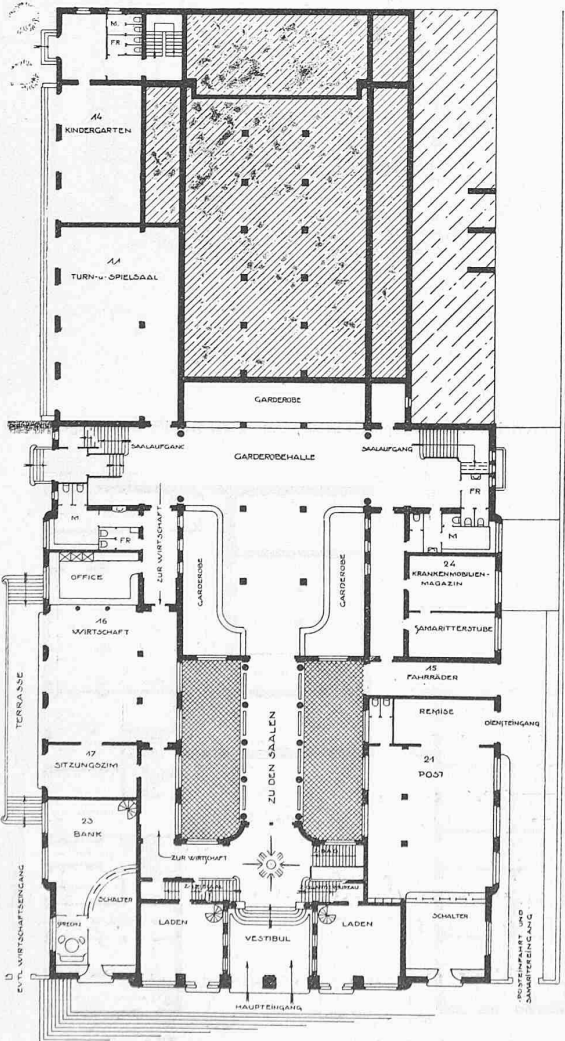 M.
FR
14
KINDERGARTEN
11
TURN-U-SPIELSAAL
GARDEROBE
SAALAUFGANG
GARDEROBEHALLE
SAALAUFGANG
M
FR
FR
M
ZUR WIRTSCHAFT
OFFICE
GARDEROBE
GARDEROBE
24
KRANKENMOBILIEN-
MAGAZIN
SAMARITTERSTUBE
16
WIRTSCHAFT
TERRASSE
15
FAHRRÄDER
REMISE
DIENSTEINGANG
ZU DEN SAALEN
17
SITZUNGSZIM
21
POST
23
BANK
ZUR WIRTSCHAFT
SCHALTER
SPRECHZ
LADEN
VESTIBUL
LADEN
SCHALTER
EVTL. WIRTSCHAFTSEINGANG
POSTEINFAHRT UND
SAMARITEREINGANG
HAUPTEINGANG